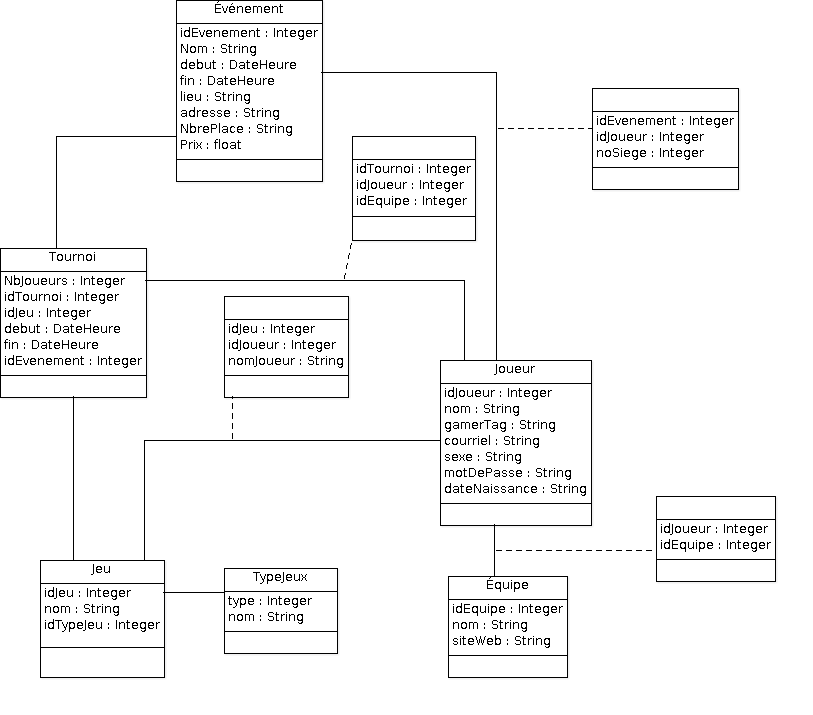 Événement
idEvenement : Integer
Nom : String
debut : DateHeure
fin : DateHeure
lieu : String
adresse : String
NbrePlace : String
Prix : float
idEvenement : Integer
idJoueur : Integer
noSiege : Integer
idTournoi : Integer
idJoueur : Integer
idEquipe : Integer
Tournoi
NbJoueurs : Integer
idTournoi : Integer
idJeu : Integer
debut : DateHeure
fin : DateHeure
idEvenement : Integer
idJeu : Integer
idJoueur : Integer
nomJoueur : String
Joueur
idJoueur : Integer
nom : String
gamerTag : String
courriel : String
sexe : String
motDePasse : String
dateNaissance : String
idJoueur : Integer
idEquipe : Integer
Jeu
idJeu : Integer
nom : String
idTypeJeu : Integer
TypeJeux
type : Integer
nom : String
Équipe
idEquipe : Integer
nom : String
siteWeb : String